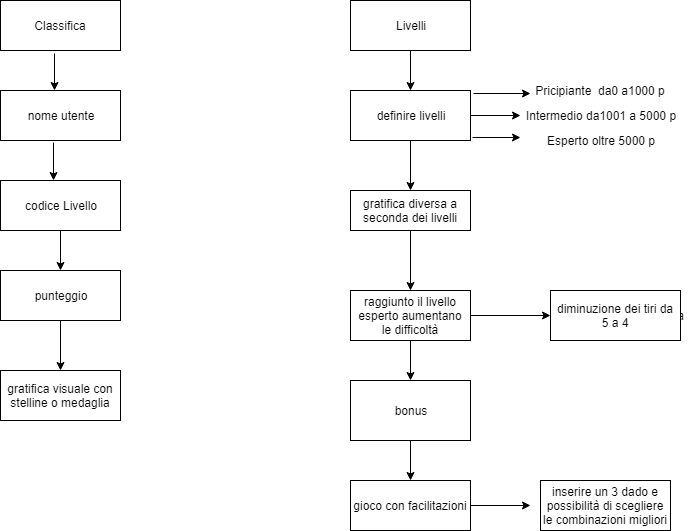 Classifica
nome utente
codice Livello
punteggio
gratifica visuale con
stelline o medaglia
Livelli
definire livelli
Pricipiante da0 a1000 p
Intermedio da1001 a 5000 p
Esperto oltre 5000 p
gratifica diversa a
seconda dei livelli
raggiunto il livello
esperto aumentano
le difficoltà
diminuzione dei tiri da
5 a 4
a
bonus
gioco con facilitazioni
inserire un 3 dado e
possibilità di scegliere
le combinazioni migliori